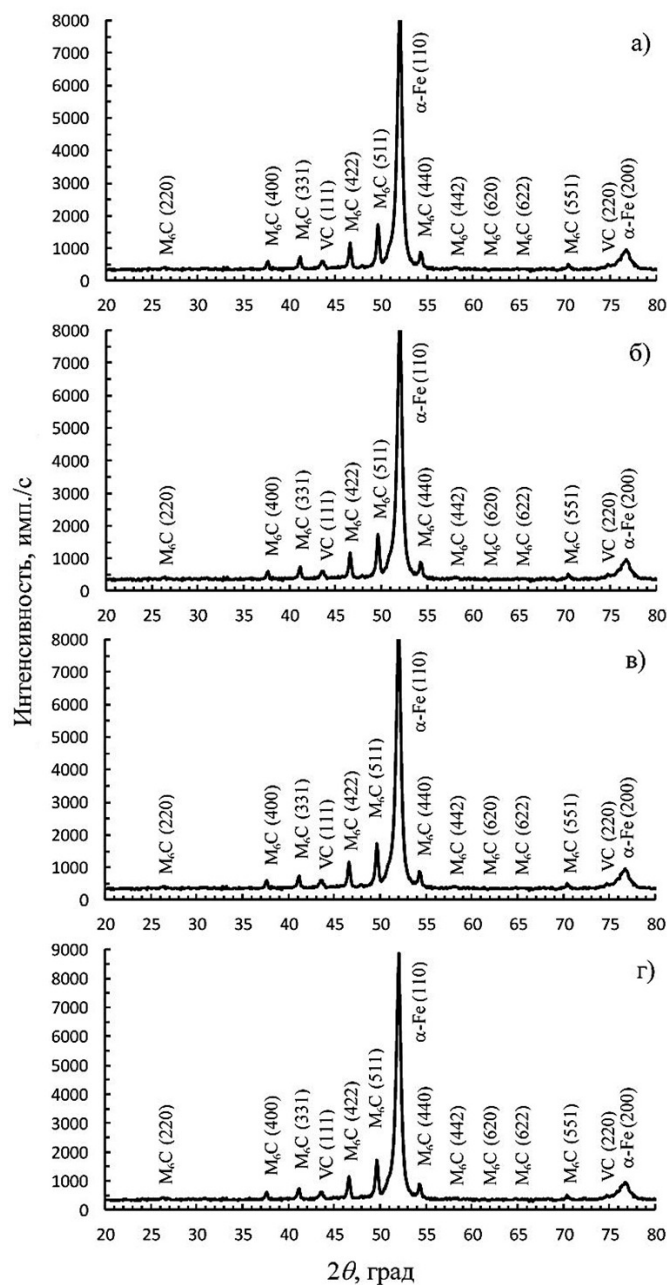 Интенсивность, имп./с
а)
8000
7000
6000
5000
4000
3000
2000
1000
0
M₆C (220)
M₆C (400)
M₆C (331)
VC (111)
M₆C (422)
M₆C (511)
α-Fe (110)
M₆C (440)
M₆C (442)
M₆C (620)
M₆C (622)
M₆C (551)
VC (220)
α-Fe (200)
20 25 30 35 40 45 50 55 60 65 70 75 80
б)
8000
7000
6000
5000
4000
3000
2000
1000
0
M₆C (220)
M₆C (400)
M₆C (331)
VC (111)
M₆C (422)
M₆C (511)
α-Fe (110)
M₆C (440)
M₆C (442)
M₆C (620)
M₆C (622)
M₆C (551)
VC (220)
α-Fe (200)
20 25 30 35 40 45 50 55 60 65 70 75 80
в)
8000
7000
6000
5000
4000
3000
2000
1000
0
M₆C (220)
M₆C (400)
M₆C (331)
VC (111)
M₆C (422)
M₆C (511)
α-Fe (110)
M₆C (440)
M₆C (442)
M₆C (620)
M₆C (622)
M₆C (551)
VC (220)
α-Fe (200)
20 25 30 35 40 45 50 55 60 65 70 75 80
г)
9000
8000
7000
6000
5000
4000
3000
2000
1000
0
M₆C (220)
M₆C (400)
M₆C (331)
VC (111)
M₆C (422)
M₆C (511)
α-Fe (110)
M₆C (440)
M₆C (442)
M₆C (620)
M₆C (622)
M₆C (551)
VC (220)
α-Fe (200)
20 25 30 35 40 45 50 55 60 65 70 75 80
2θ, град